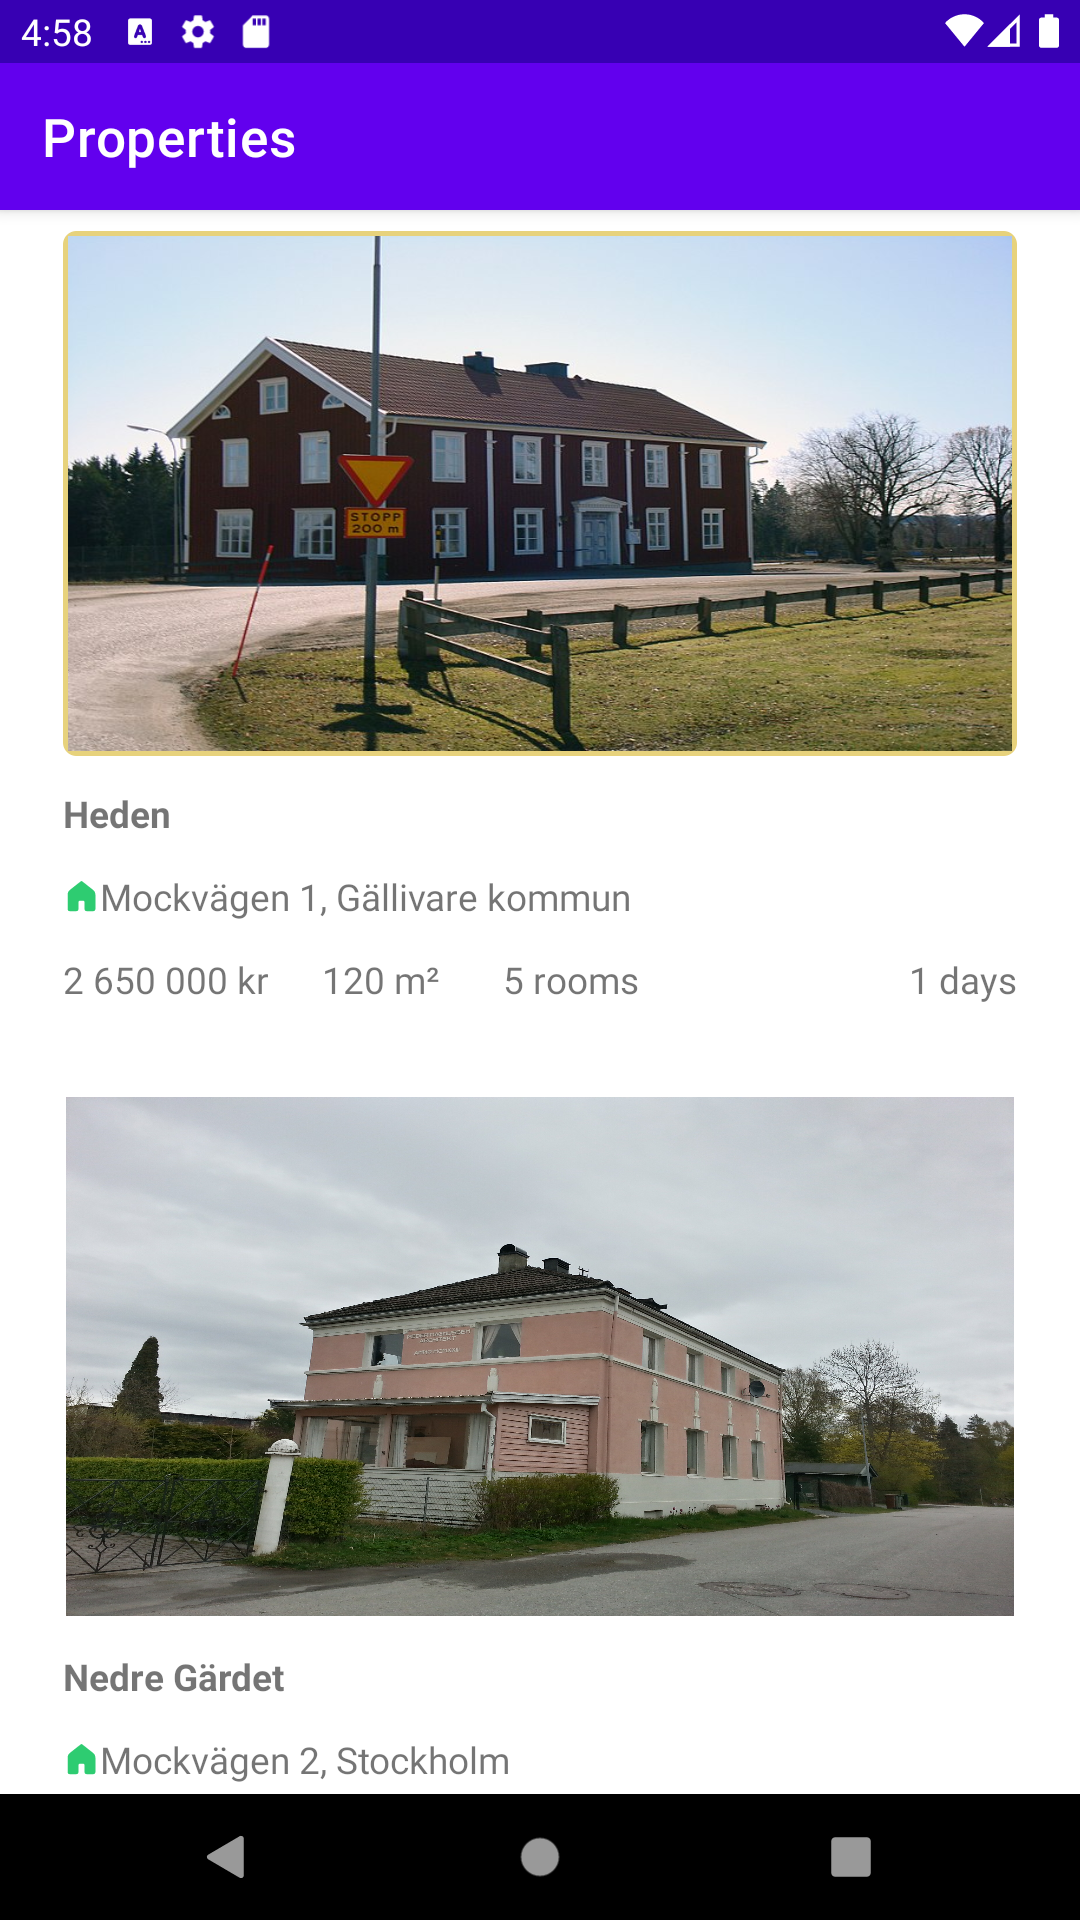 4:58
Properties
STOPP
200 m
Heden
Mockvägen 1, Gällivare kommun
2 650 000 kr 120 m² 5 rooms 1 days
Nedre Gärdet
Mockvägen 2, Stockholm